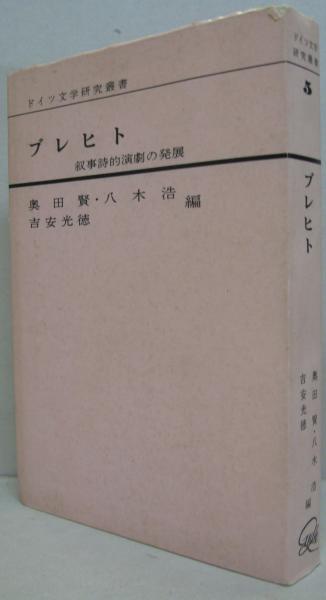 ドイツ文学研究叢書
ブレヒト
叙事詩的演劇の発展
奥田賢・八木浩
吉安光徳
編
ドイツ文学
研究叢書
5
ブレヒト
奥田賢・八木浩
吉安光徳
編